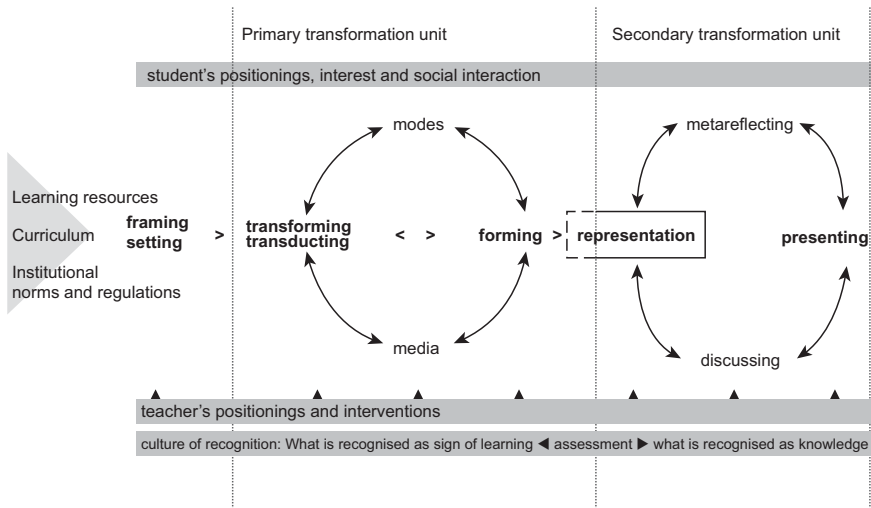 Primary transformation unit
Secondary transformation unit
student's positionings, interest and social interaction
modes
metareflecting
Learning resources
Curriculum
Institutional
norms and regulations
framing
setting
>
transforming
transducting
< >
forming
>
representation
presenting
media
discussing
teacher's positionings and interventions
culture of recognition: What is recognised as sign of learning ◀ assessment ▶ what is recognised as knowledge